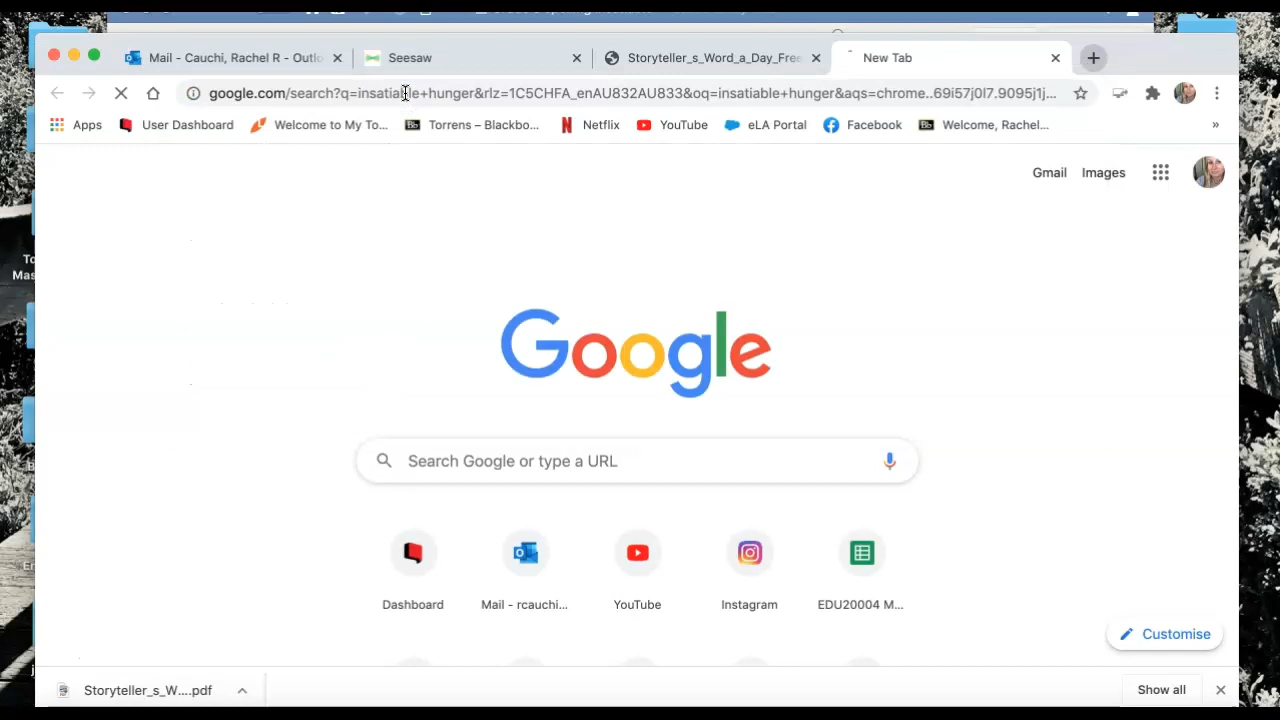 Mail - Cauchi, Rachel R - Outlo
Seesaw
Storyteller_s_Word_a_Day_Free
New Tab
google.com/search?q=insatiable+hunger&rlz=1C5CHFA_enAU832AU833&oq=insatiable+hunger&aqs=chrome..69i57j0l7.9095j1j...
Apps
User Dashboard
Welcome to My To...
Torrens – Blackbo...
Netflix
YouTube
eLA Portal
Facebook
Welcome, Rachel...
»
Gmail
Images
Google
Search Google or type a URL
Dashboard
Mail - rcauchi...
YouTube
Instagram
EDU20004 M...
Customise
Storyteller_s_W....pdf
Show all